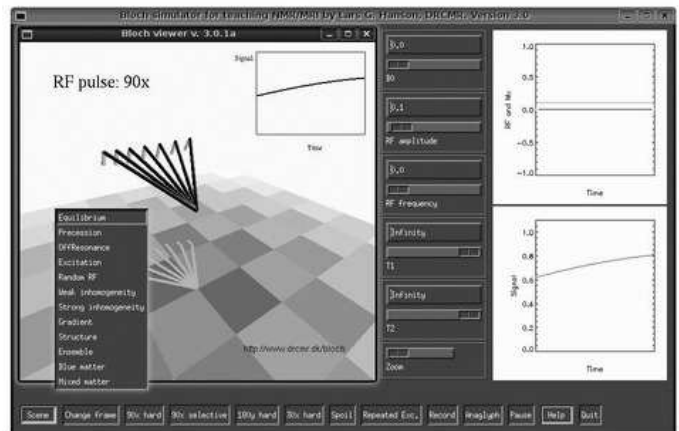 Bloch simulator for teaching NMR/MRI by Lars G. Hanson, DRCMR. Version 3.0
Bloch viewer v. 3.0.1a
RF pulse: 90x
Signal
Time
Equilibrium
Precession
OffResonance
Excitation
Random RF
Weak inhomogeneity
Strong inhomogeneity
Gradient
Structure
Ensemble
Blue matter
Mixed matter
http://www.drcmr.dk/bloch
0.0
B0
0.1
RF amplitude
0.0
RF frequency
Infinity
T1
Infinity
T2
Zoom
1.0
0.5
0.0
-0.5
-1.0
RF and Mx
Time
1.0
0.8
0.6
0.4
0.2
0.0
Signal
Time
Scene Change frame 90x hard 90x selective 180y hard 30x hard Spoil Repeated Exc. Record Anaglyph Pause Help Quit